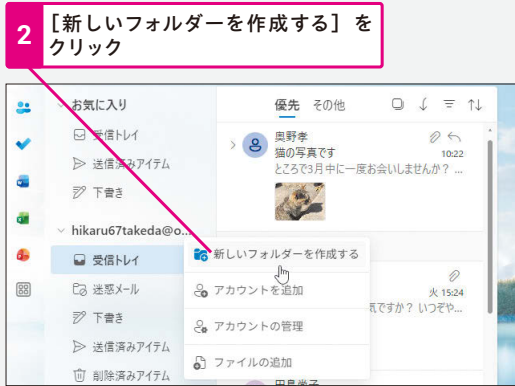 2
［新しいフォルダーを作成する］を
クリック
お気に入り
受信トレイ
送信済みアイテム
下書き
hikaru67takeda@o...
受信トレイ
迷惑メール
下書き
送信済みアイテム
削除済みアイテム
優先 その他
奥野孝
猫の写真です
10:22
ところで3月中に一度お会いしませんか？ ...
新しいフォルダーを作成する
アカウントを追加
アカウントの管理
ファイルの追加
火 15:24
気ですか？ いつぞや...